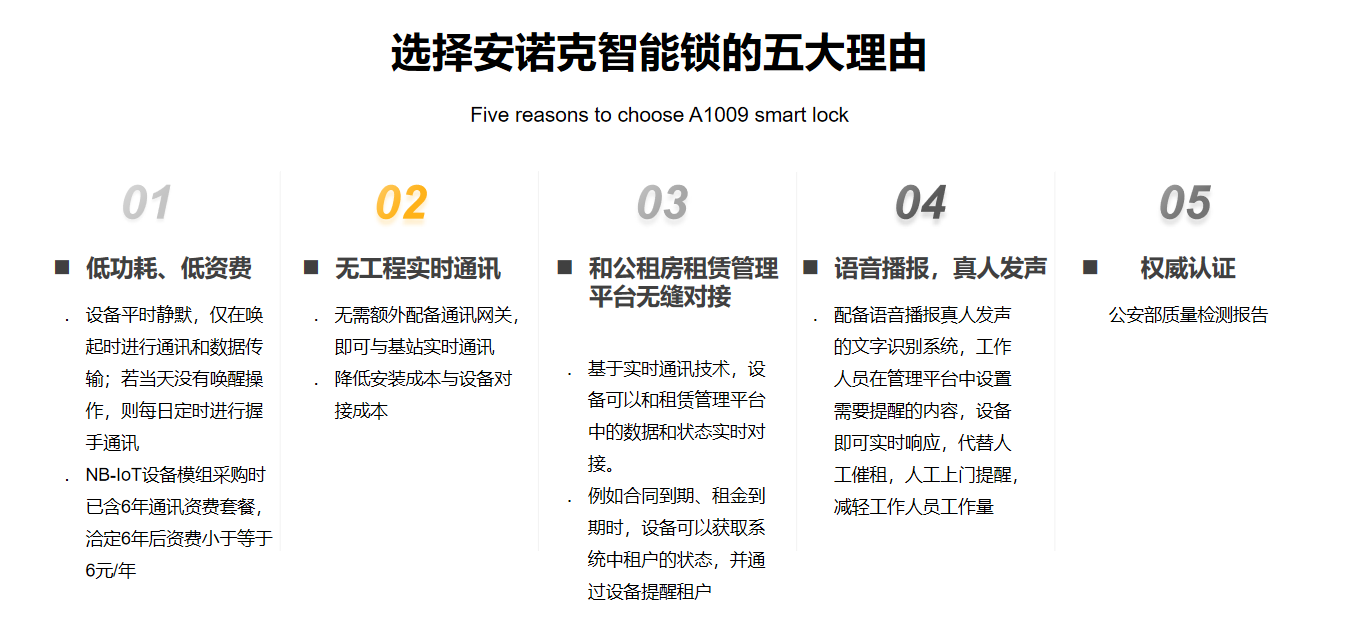 选择安诺克智能锁的五大理由
Five reasons to choose A1009 smart lock
01
■ 低功耗、低资费
. 设备平时静默，仅在唤
起时进行通讯和数据传
输；若当天没有唤醒操
作，则每日定时进行握
手通讯
. NB-IoT设备模组采购时
已含6年通讯资费套餐，
洽定6年后资费小于等于
6元/年
02
■ 无工程实时通讯
. 无需额外配备通讯网关，
即可与基站实时通讯
. 降低安装成本与设备对
接成本
03
■ 和公租房租赁管理
平台无缝对接
. 基于实时通讯技术，设
备可以和租赁管理平台
中的数据和状态实时对
接。
. 例如合同到期、租金到
期时，设备可以获取系
统中租户的状态，并通
过设备提醒租户
04
■ 语音播报，真人发声
. 配备语音播报真人发声
的文字识别系统，工作
人员在管理平台中设置
需要提醒的内容，设备
即可实时响应，代替人
工催租，人工上门提醒，
减轻工作人员工作量
05
■ 权威认证
公安部质量检测报告